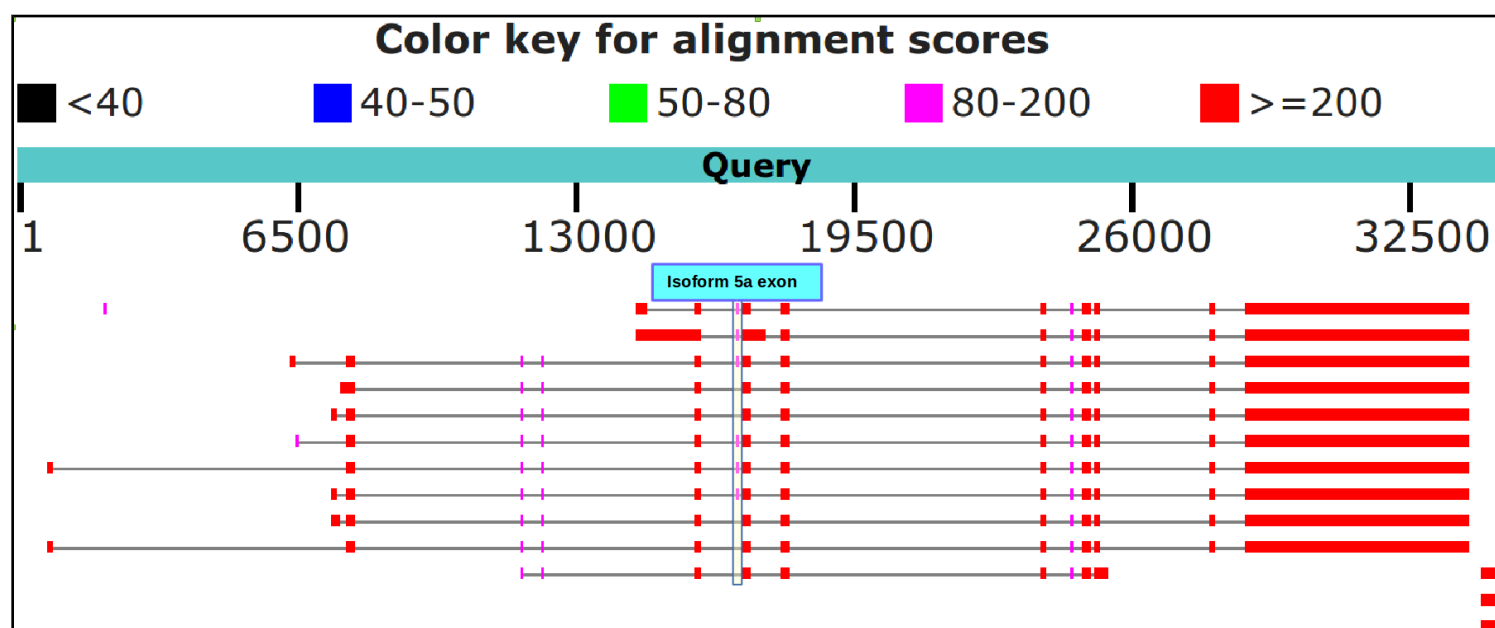 Color key for alignment scores
<40 40-50 50-80 80-200 >=200
Query
1 6500 13000 19500 26000 32500
Isoform 5a exon